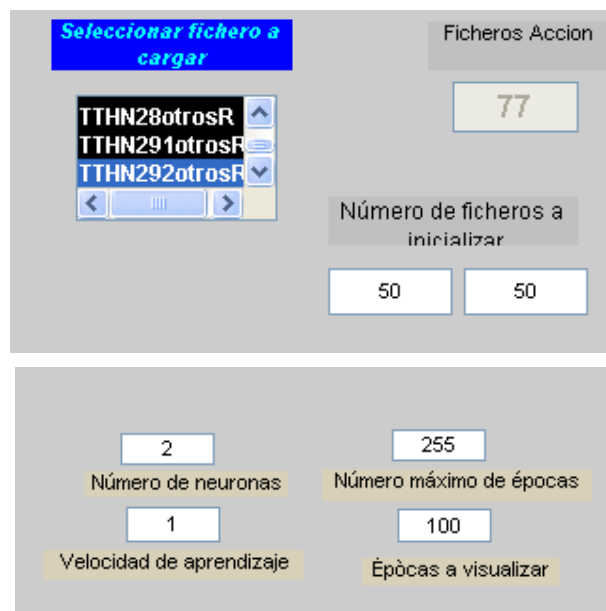 Seleccionar fichero a
cargar
Ficheros Accion
77
TTHN28otrosR
TTHN291otrosR
TTHN292otrosR
Número de ficheros a
inicializar
50 50
2 255
Número de neuronas Número máximo de épocas
1 100
Velocidad de aprendizaje Épòcas a visualizar